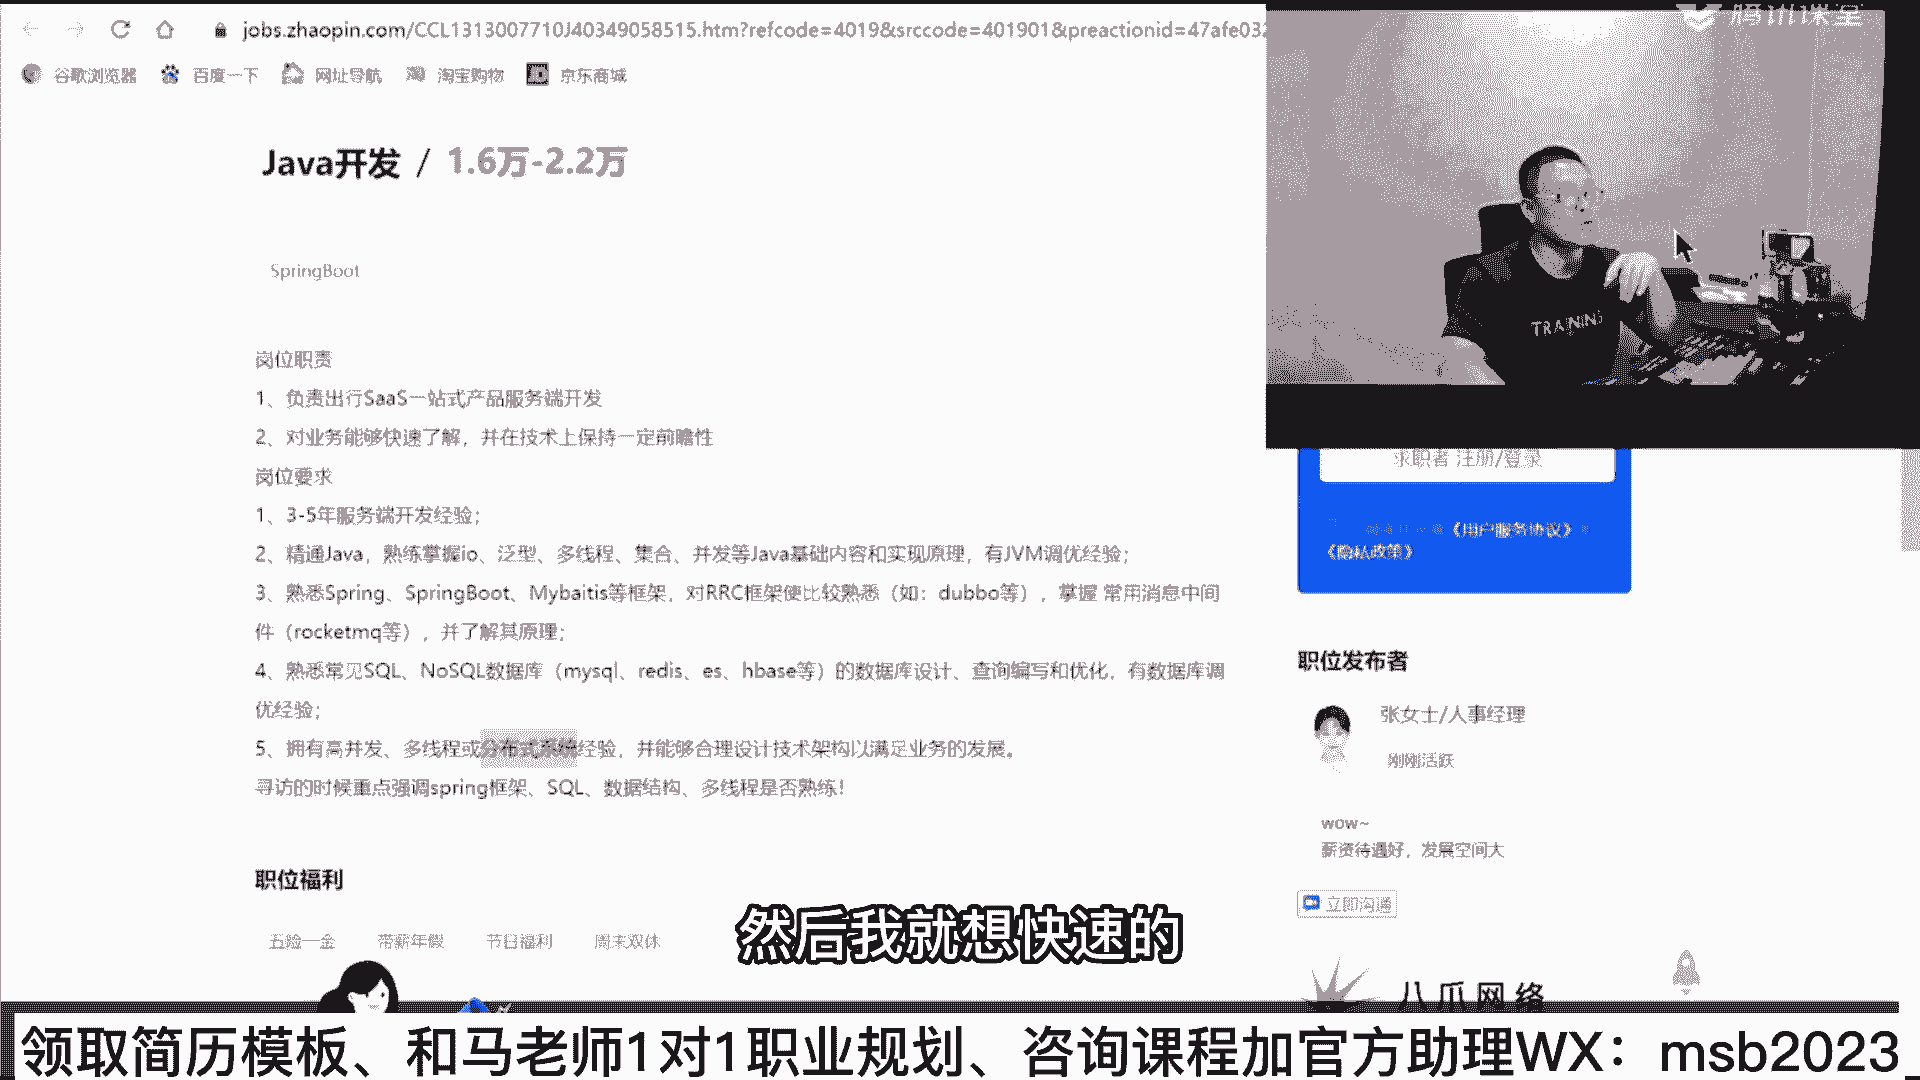 jobs.zhaopin.com/CCL1313007710J40349058515.htm?refcode=4019&srccode=401901&preactionid=47afe032
谷歌浏览器 百度一下 网址导航 淘宝购物 京东商城
腾讯课堂
Java开发 / 1.6万-2.2万
SpringBoot
TRAINING
岗位职责
1、负责出行SaaS一站式产品服务端开发
2、对业务能够快速了解，并在技术上保持一定前瞻性
岗位要求
1、3-5年服务端开发经验；
2、精通Java，熟练掌握io、泛型、多线程、集合、并发等Java基础内容和实现原理，有JVM调优经验；
3、熟悉Spring、SpringBoot、Mybaitis等框架，对RRC框架使比较熟悉（如：dubbo等），掌握 常用消息中间
件（rocketmq等），并了解其原理；
4、熟悉常见SQL、NoSQL数据库（mysql、redis、es、hbase等）的数据库设计、查询编写和优化，有数据库调
优经验；
5、拥有高并发、多线程或分布式系统经验，并能够合理设计技术架构以满足业务的发展。
寻访的时候重点强调spring框架、SQL、数据结构、多线程是否熟练！
职位福利
五险一金 带薪年假 节日福利 周末双休
求职者 注册/登录
《用户服务协议》
《隐私政策》
职位发布者
张女士/人事经理
刚刚活跃
wow~
薪资待遇好，发展空间大
立即沟通
八爪网络
然后我就想快速的
领取简历模板、和马老师1对1职业规划、咨询课程加官方助理WX：msb2023_